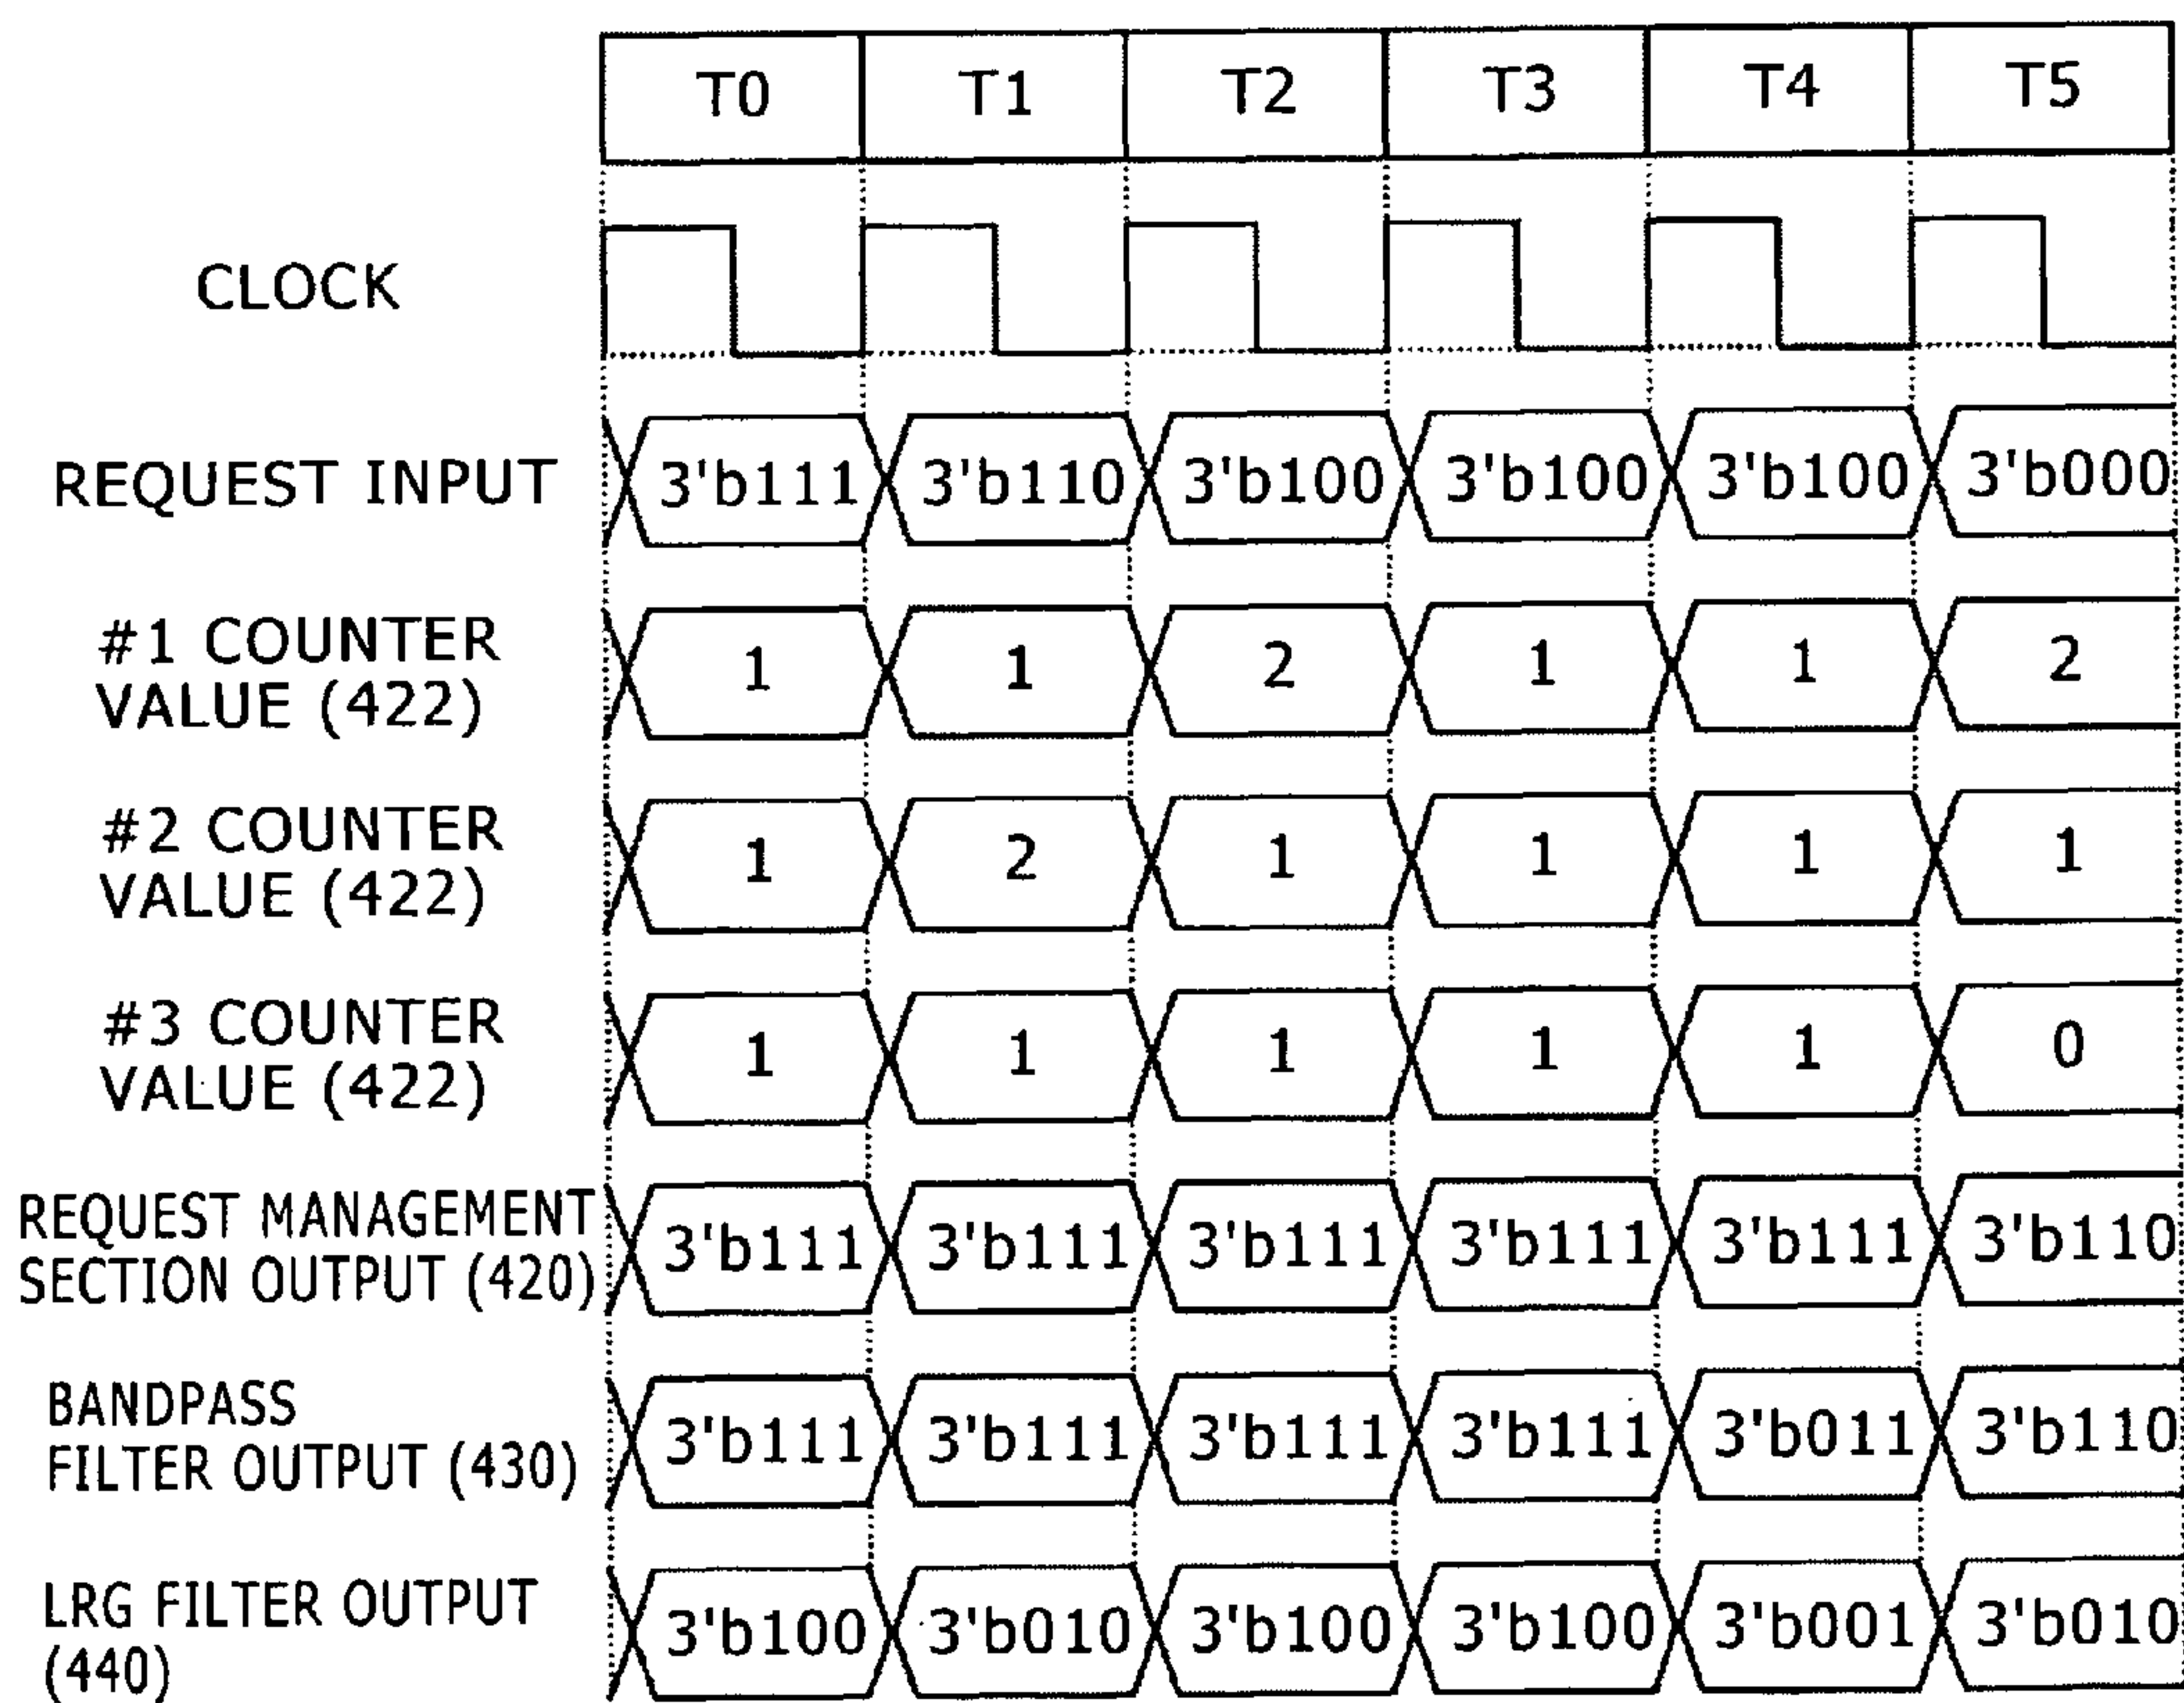 T0 T1 T2 T3 T4 T5
CLOCK
REQUEST INPUT 3'b111 3'b110 3'b100 3'b100 3'b100 3'b000
#1 COUNTER
VALUE (422) 1 1 2 1 1 2
#2 COUNTER
VALUE (422) 1 2 1 1 1 1
#3 COUNTER
VALUE (422) 1 1 1 1 1 0
REQUEST MANAGEMENT
SECTION OUTPUT (420) 3'b111 3'b111 3'b111 3'b111 3'b111 3'b110
BANDPASS
FILTER OUTPUT (430) 3'b111 3'b111 3'b111 3'b111 3'b011 3'b110
LRG FILTER OUTPUT
(440) 3'b100 3'b010 3'b100 3'b100 3'b001 3'b010